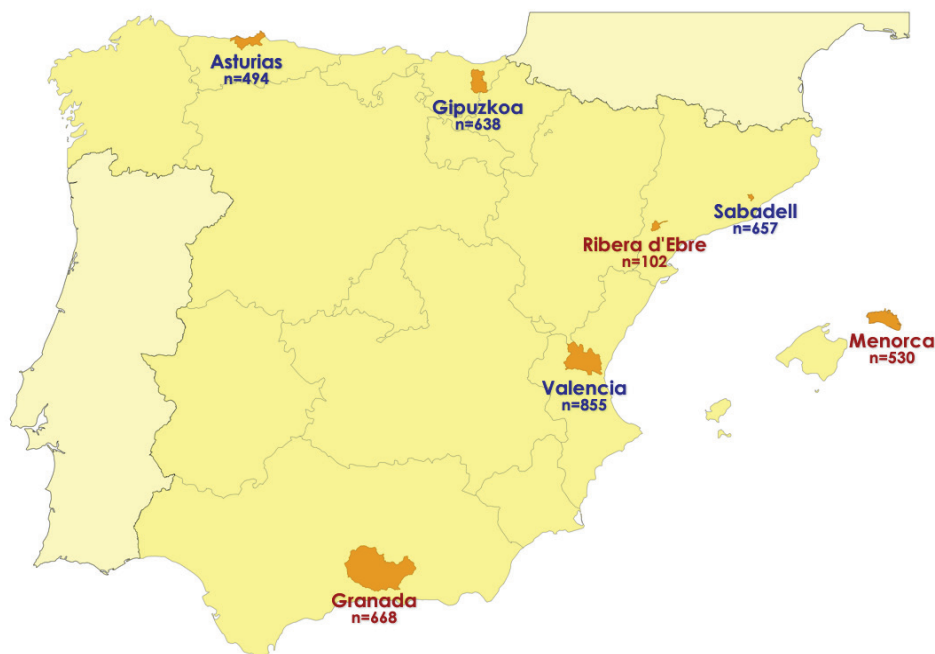 Asturias
n=494
Gipuzkoa
n=638
Sabadell
n=657
Ribera d'Ebre
n=102
Menorca
n=530
Valencia
n=855
Granada
n=668